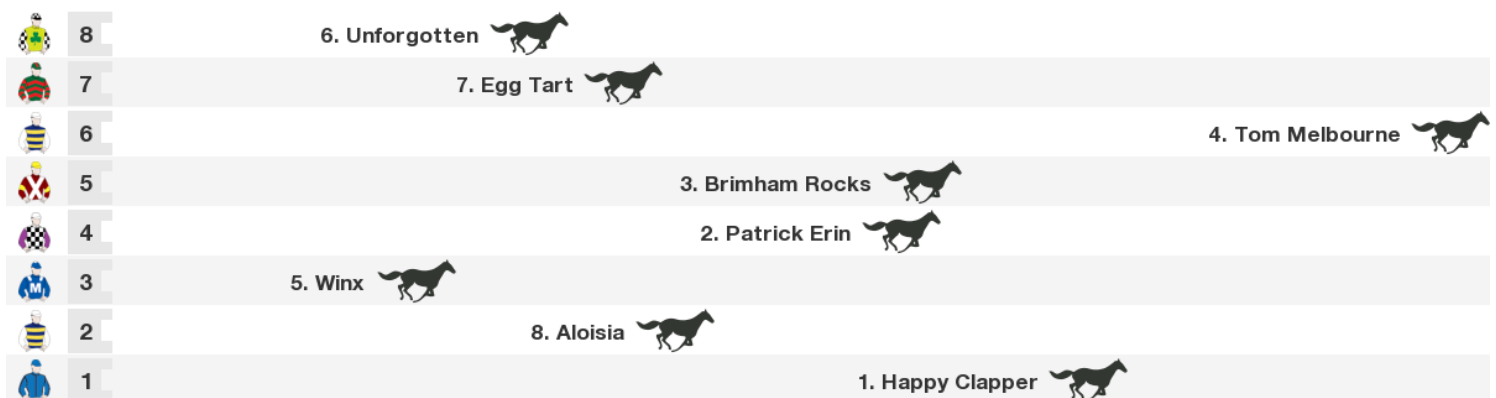 8 6. Unforgotten
7 7. Egg Tart
6 4. Tom Melbourne
5 3. Brimham Rocks
4 2. Patrick Erin
M 3 5. Winx
2 8. Aloisia
1 1. Happy Clapper